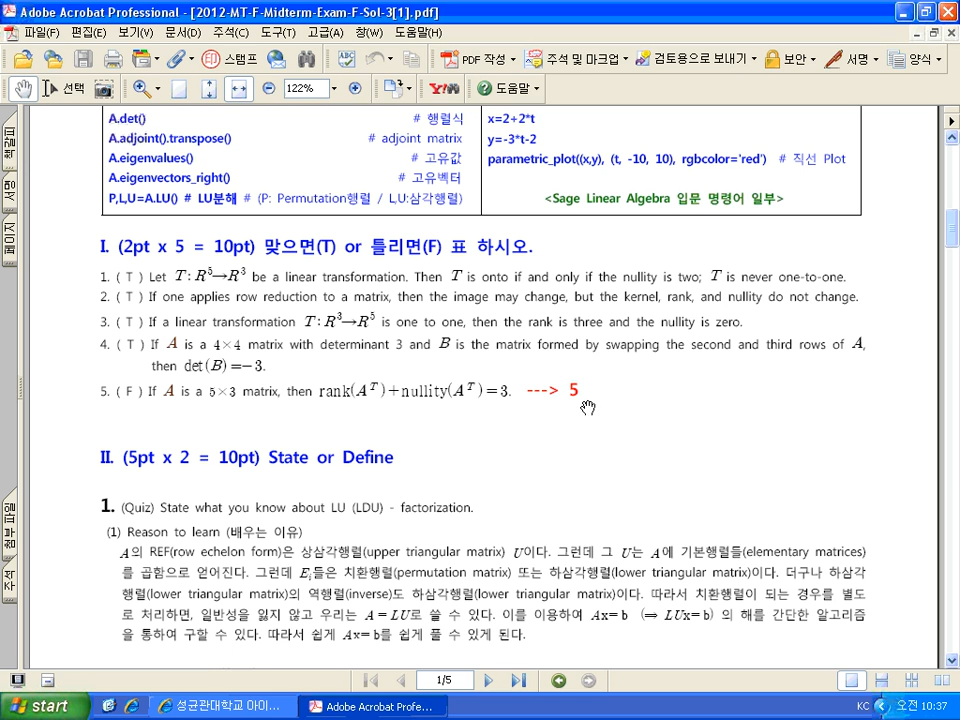 Adobe Acrobat Professional - [2012-MT-F-Midterm-Exam-F-Sol-3[1].pdf]
파일(F) 편집(E) 보기(V) 문서(D) 주석(C) 도구(T) 고급(A) 창(W) 도움말(H)
스탬프 PDF 작성 주석 및 마크업 검토용으로 보내기 보안 서명 양식
선택 122% Y! 도움말
책갈피
서명
페이지
첨부 파일
주석
A.det() # 행렬식
A.adjoint().transpose() # adjoint matrix
A.eigenvalues() # 고유값
A.eigenvectors_right() # 고유벡터
P,L,U=A.LU() # LU분해 # (P: Permutation행렬 / L,U:삼각행렬)
x=2+2*t
y=-3*t-2
parametric_plot((x,y), (t, -10, 10), rgbcolor='red') # 직선 Plot
<Sage Linear Algebra 입문 명령어 일부>
I. (2pt x 5 = 10pt) 맞으면(T) or 틀리면(F) 표 하시오.
1. ( T ) Let T : R⁵→R³ be a linear transformation. Then T is onto if and only if the nullity is two; T is never one-to-one.
2. ( T ) If one applies row reduction to a matrix, then the image may change, but the kernel, rank, and nullity do not change.
3. ( T ) If a linear transformation T : R³→R⁵ is one to one, then the rank is three and the nullity is zero.
4. ( T ) If A is a 4×4 matrix with determinant 3 and B is the matrix formed by swapping the second and third rows of A,
then det(B)=−3.
5. ( F ) If A is a 5×3 matrix, then rank(Aᵀ)+nullity(Aᵀ)=3. ---> 5
II. (5pt x 2 = 10pt) State or Define
1. (Quiz) State what you know about LU (LDU) - factorization.
(1) Reason to learn (배우는 이유)
A의 REF(row echelon form)은 상삼각행렬(upper triangular matrix) U이다. 그런데 그 U는 A에 기본행렬들(elementary matrices)
를 곱함으로 얻어진다. 그런데 Eᵢ들은 치환행렬(permutation matrix) 또는 하삼각행렬(lower triangular matrix)이다. 더구나 하삼각
행렬(lower triangular matrix)의 역행렬(inverse)도 하삼각행렬(lower triangular matrix)이다. 따라서 치환행렬이 되는 경우를 별도
로 처리하면, 일반성을 잃지 않고 우리는 A = LU로 쓸 수 있다. 이를 이용하여 Ax=b (⟹ LUx=b) 의 해를 간단한 알고리즘
을 통하여 구할 수 있다. 따라서 쉽게 Ax=b를 쉽게 풀 수 있게 된다.
1/5
start 성균관대학교 아이... Adobe Acrobat Profe... KC 오전 10:37